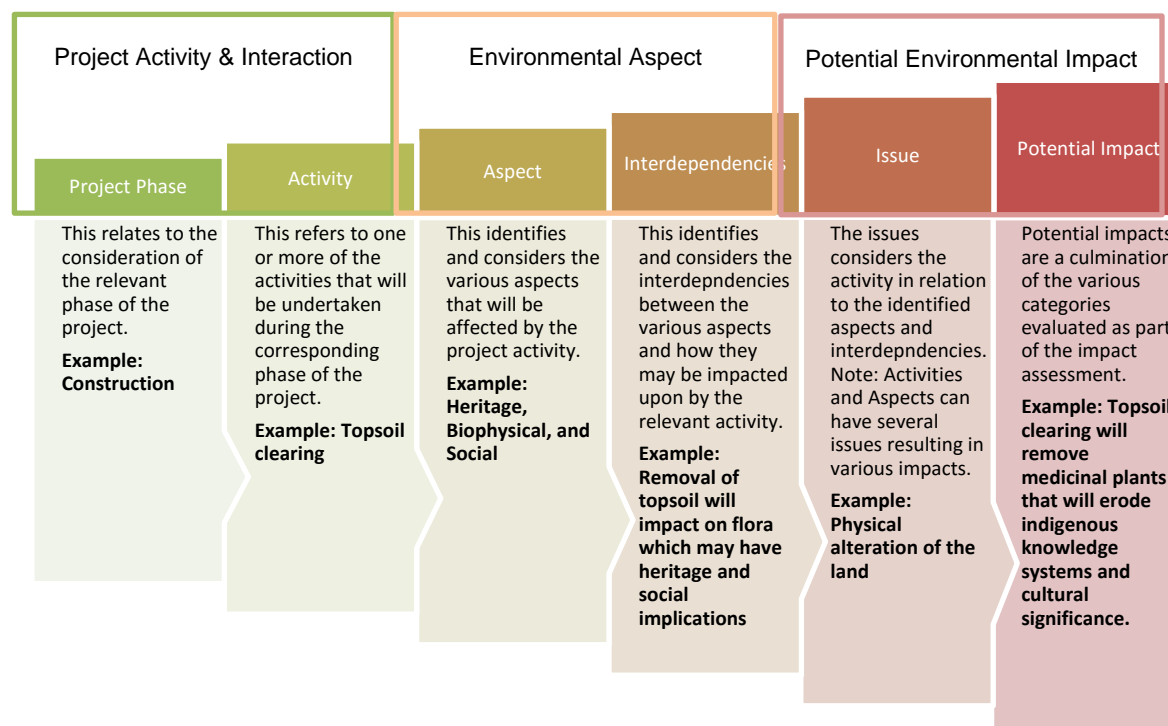 Project Activity & Interaction
Environmental Aspect
Potential Environmental Impact
Project Phase
Activity
Aspect
Interdependencies
Issue
Potential Impact
This relates to the
consideration of
the relevant
phase of the
project.
Example:
Construction
This refers to one
or more of the
activities that will
be undertaken
during the
corresponding
phase of the
project.
Example: Topsoil
clearing
This identifies
and considers the
various aspects
that will be
affected by the
project activity.
Example:
Heritage,
Biophysical, and
Social
This identifies
and considers the
interdepndencies
between the
various aspects
and how they
may be impacted
upon by the
relevant activity.
Example:
Removal of
topsoil will
impact on flora
which may have
heritage and
social
implications
The issues
considers the
activity in relation
to the identified
aspects and
interdepndencies.
Note: Activities
and Aspects can
have several
issues resulting in
various impacts.
Example:
Physical
alteration of the
land
Potential impacts
are a culmination
of the various
categories
evaluated as part
of the impact
assessment.
Example: Topsoil
clearing will
remove
medicinal plants
that will erode
indigenous
knowledge
systems and
cultural
significance.